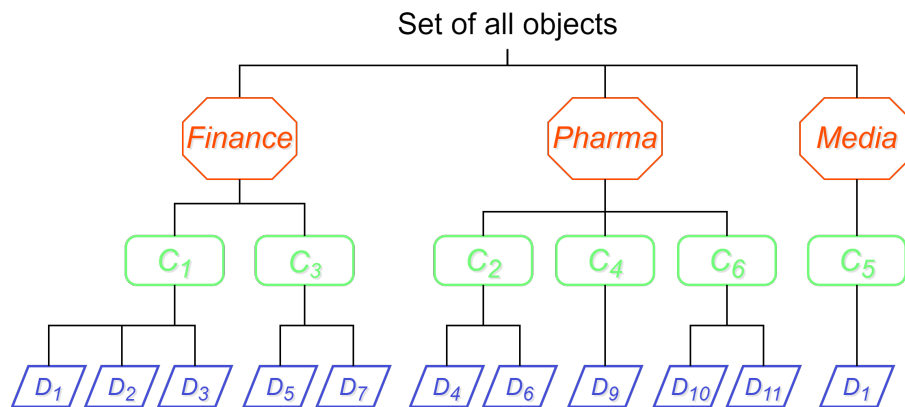 Set of all objects
Finance Pharma Media
C1 C3 C2 C4 C6 C5
D1 D2 D3 D5 D7 D4 D6 D9 D10 D11 D1